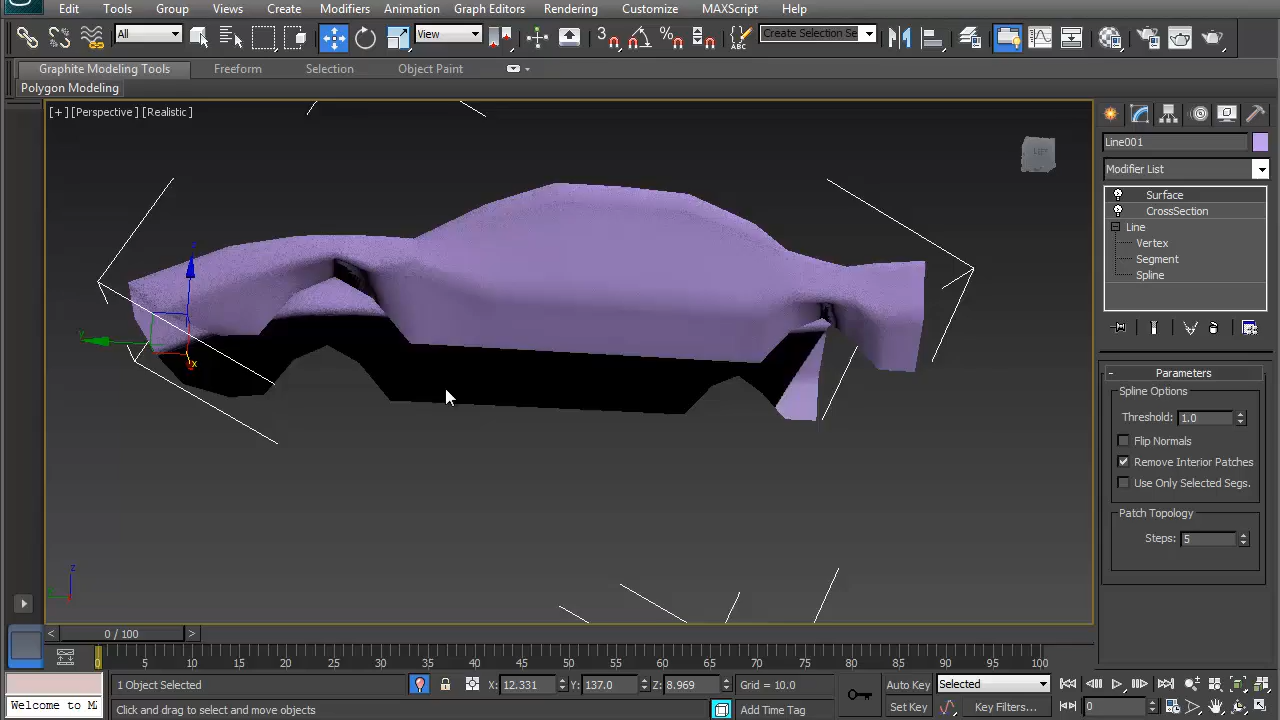 Edit Tools Group Views Create Modifiers Animation Graph Editors Rendering Customize MAXScript Help
All View 3 % ABC Create Selection Se
Graphite Modeling Tools Freeform Selection Object Paint
Polygon Modeling
[ + ] [ Perspective ] [ Realistic ]
Line001
Modifier List
Surface
CrossSection
Line
Vertex
Segment
Spline
Parameters
Spline Options
Threshold: 1.0
Flip Normals
Remove Interior Patches
Use Only Selected Segs.
Patch Topology
Steps: 5
y
x
z
0 / 100
0 5 10 15 20 25 30 35 40 45 50 55 60 65 70 75 80 85 90 95 100
1 Object Selected X: 12.331 Y: 137.0 Z: 8.969 Grid = 10.0 Auto Key Selected
Welcome to M Click and drag to select and move objects Add Time Tag Set Key Key Filters... 0